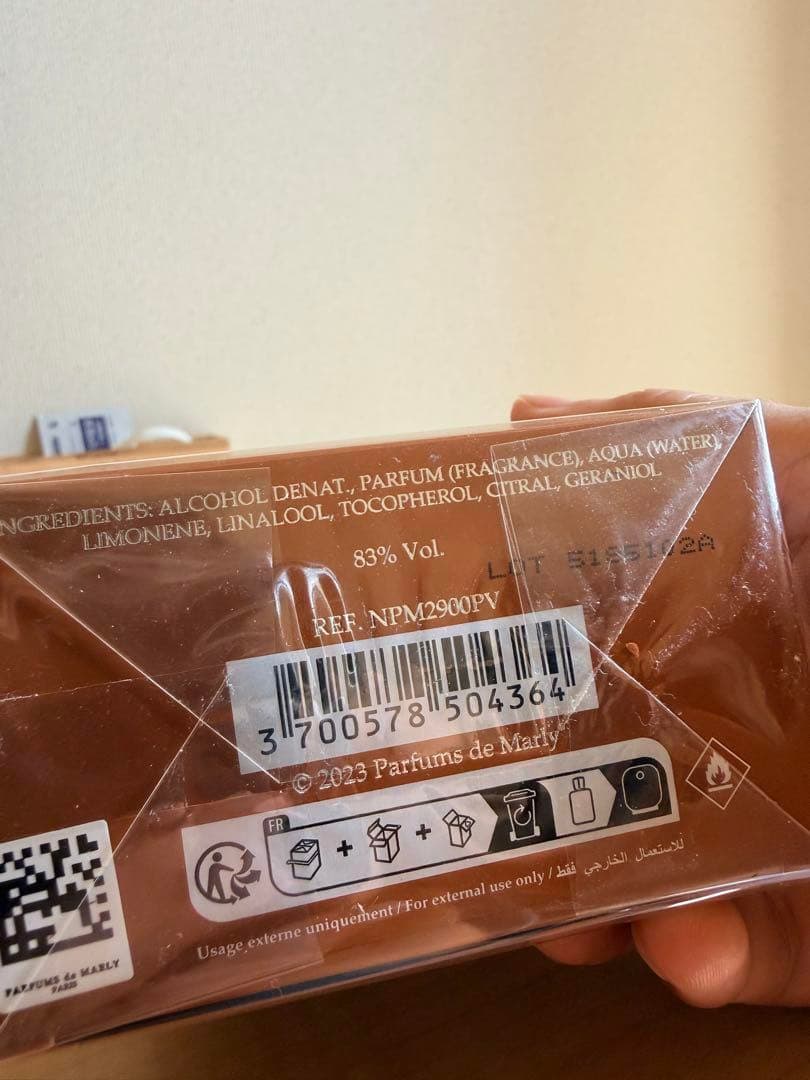 INGREDIENTS: ALCOHOL DENAT., PARFUM (FRAGRANCE), AQUA (WATER),
LIMONENE, LINALOOL, TOCOPHEROL, CITRAL, GERANIOL
83% Vol.
LOT 5155102A
REF. NPM2900PV
3 700578 504364
© 2023 Parfums de Marly
FR
+ +
Usage externe uniquement / For external use only / للاستعمال الخارجي فقط
PARFUMS de MARLY
PARIS